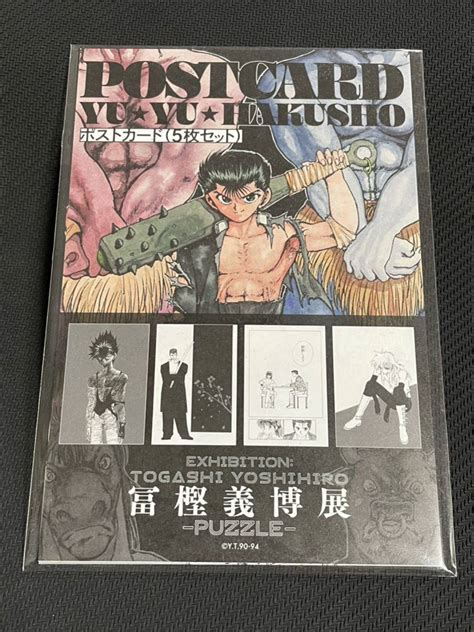 POSTCARD
YU★YU★HAKUSHO
ポストカード【5枚セット】
EXHIBITION:
TOGASHI YOSHIHIRO
冨樫義博展
-PUZZLE-
©Y.T.90-94